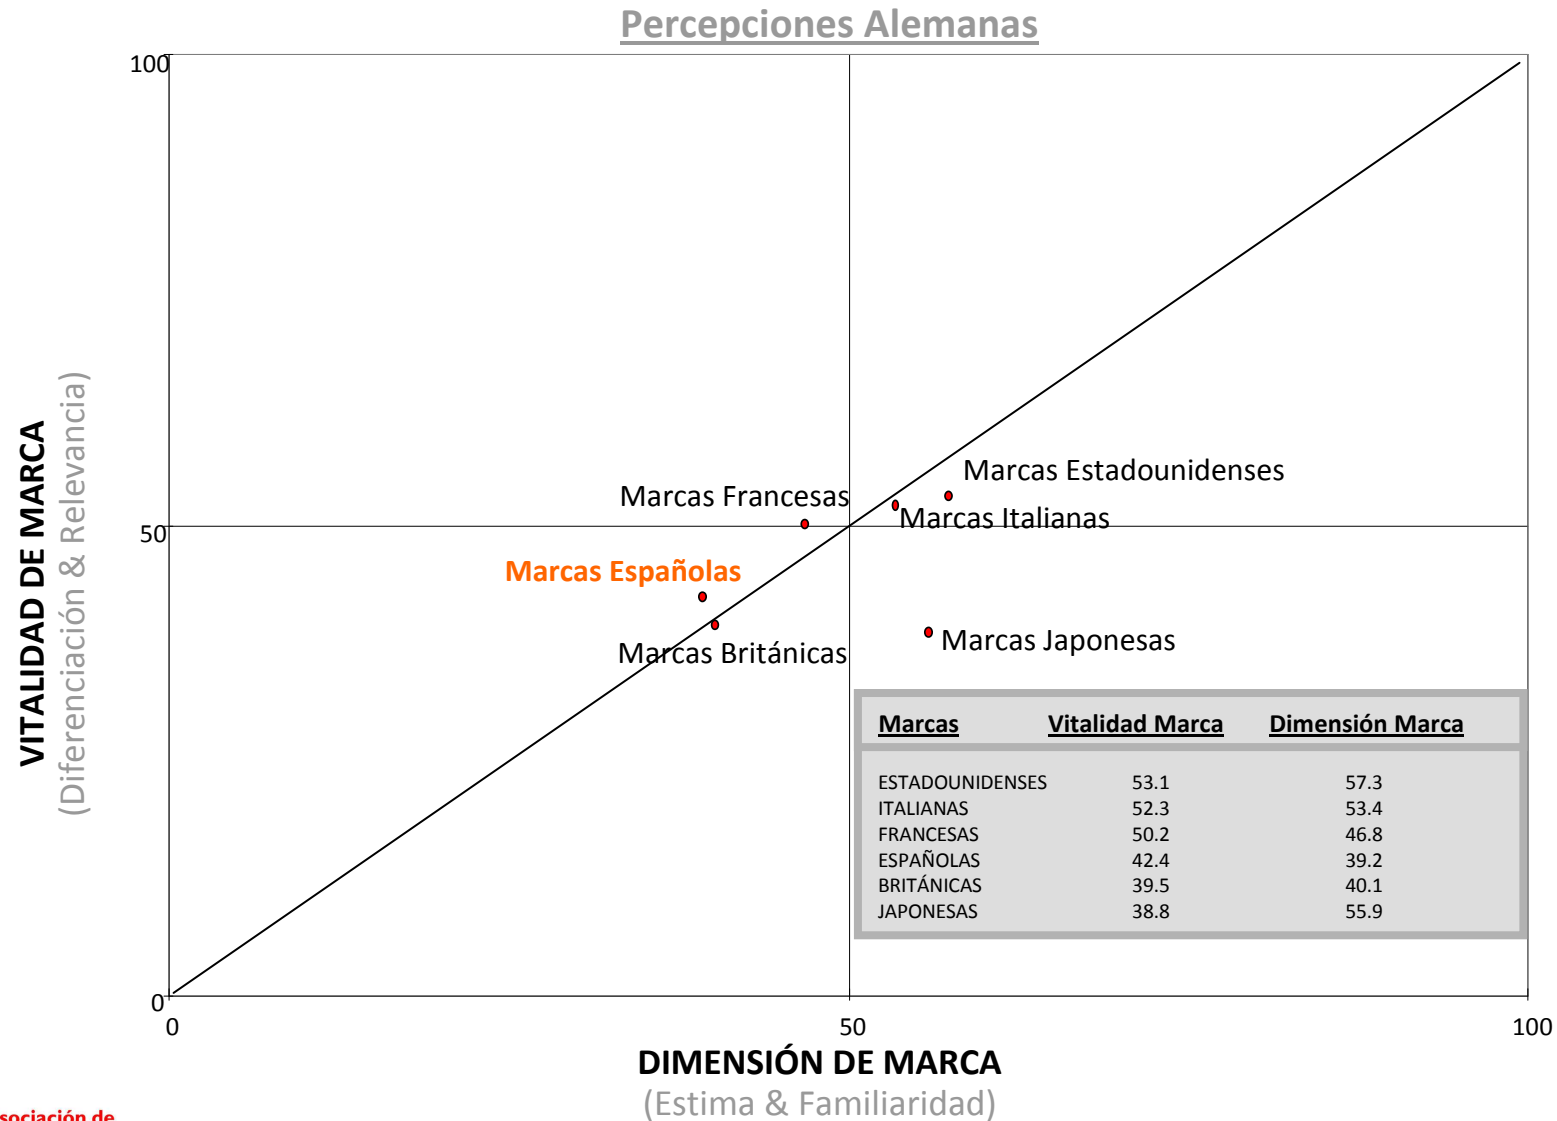 Percepciones Alemanas
100
VITALIDAD DE MARCA
(Diferenciación & Relevancia)
Marcas Estadounidenses
Marcas Francesas
Marcas Italianas
50
Marcas Españolas
Marcas Británicas
Marcas Japonesas
Marcas Vitalidad Marca Dimensión Marca
ESTADOUNIDENSES 53.1 57.3
ITALIANAS 52.3 53.4
FRANCESAS 50.2 46.8
ESPAÑOLAS 42.4 39.2
BRITÁNICAS 39.5 40.1
JAPONESAS 38.8 55.9
0
0 50 100
DIMENSIÓN DE MARCA
(Estima & Familiaridad)
sociación de